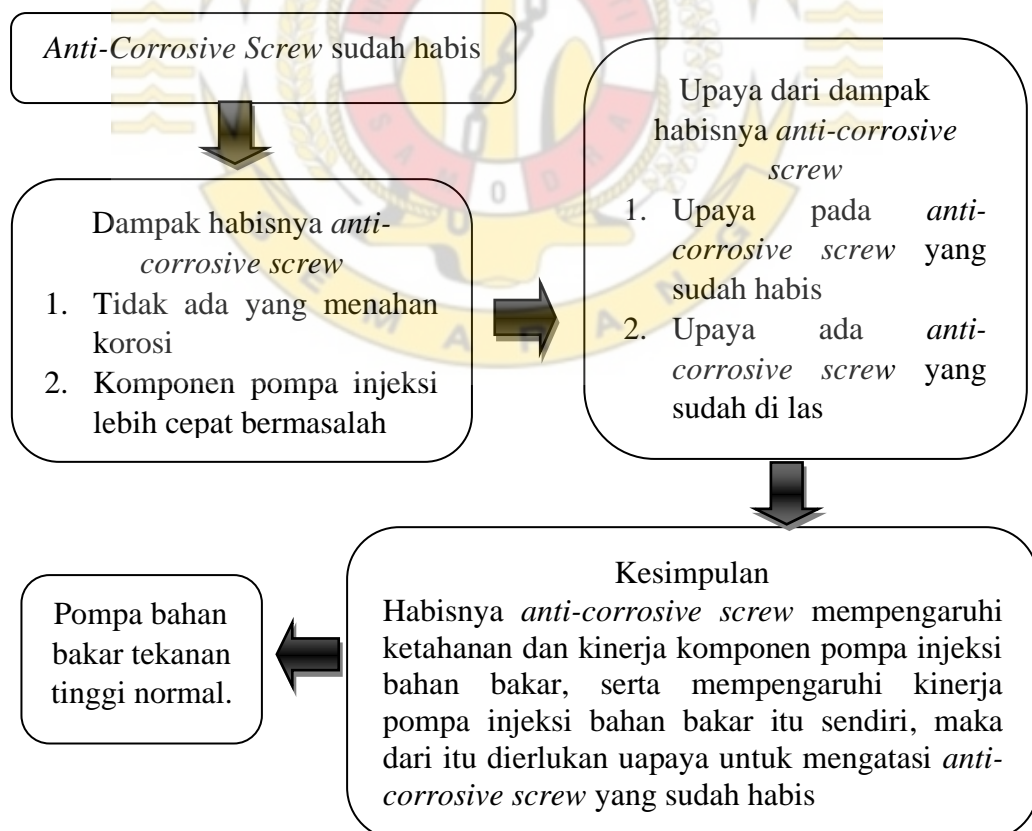 Anti-Corrosive Screw sudah habis
Dampak habisnya anti-
corrosive screw
1. Tidak ada yang menahan
korosi
2. Komponen pompa injeksi
lebih cepat bermasalah
Upaya dari dampak
habisnya anti-corrosive
screw
1. Upaya pada anti-
corrosive screw yang
sudah habis
2. Upaya ada anti-
corrosive screw yang
sudah di las
Kesimpulan
Habisnya anti-corrosive screw mempengaruhi
ketahanan dan kinerja komponen pompa injeksi
bahan bakar, serta mempengaruhi kinerja
pompa injeksi bahan bakar itu sendiri, maka
dari itu dierlukan uapaya untuk mengatasi anti-
corrosive screw yang sudah habis
Pompa bahan
bakar tekanan
tinggi normal.